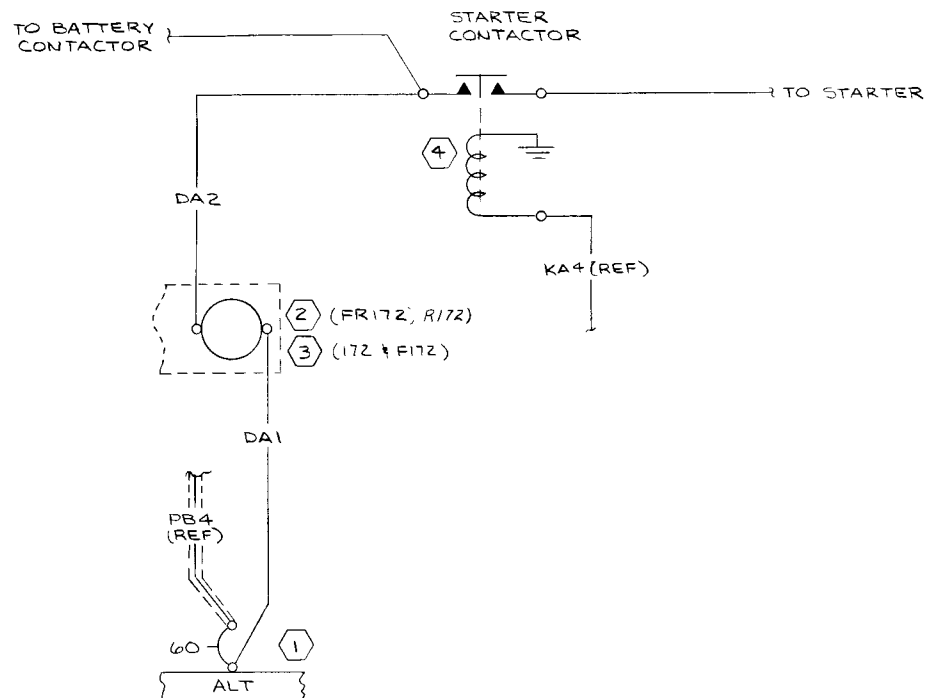 TO BATTERY
CONTACTOR
STARTER
CONTACTOR
TO STARTER
4
DA2
KA4 (REF)
2 (FR172, R172)
3 (172 & F172)
DA1
PB4
(REF)
60
1
ALT